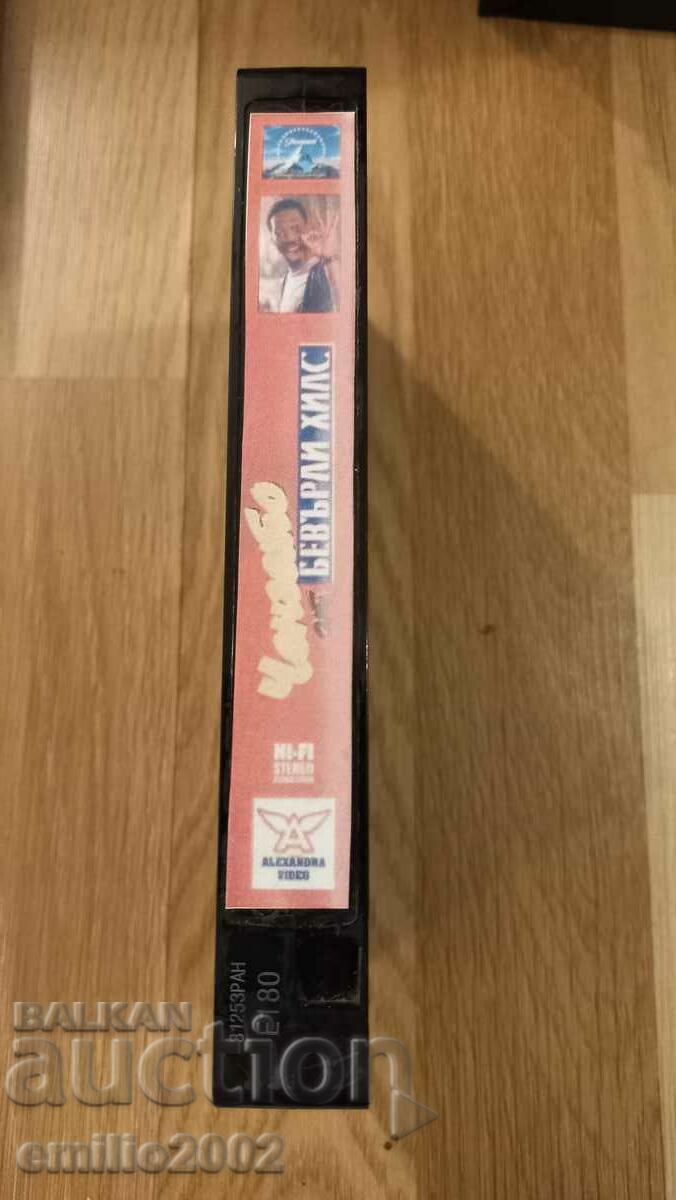 Paramount
Ченгето
от
БЕВЪРЛИ ХИЛС
HI-FI
STEREO
ALEXANDRA
VIDEO
81253PAH
E180
BALKAN
auction
emilio2002